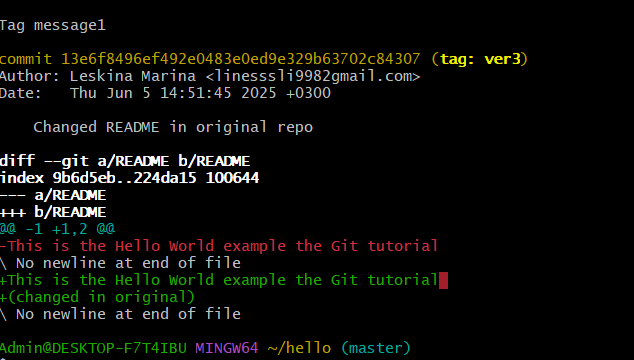 Tag message1
commit 13e6f8496ef492e0483e0ed9e329b63702c84307 (tag: ver3)
Author: Leskina Marina <linesssli9982gmail.com>
Date:   Thu Jun 5 14:51:45 2025 +0300
    Changed README in original repo
diff --git a/README b/README
index 9b6d5eb..224da15 100644
--- a/README
+++ b/README
@@ -1 +1,2 @@
-This is the Hello World example the Git tutorial
\ No newline at end of file
+This is the Hello World example the Git tutorial
+(changed in original)
\ No newline at end of file
Admin@DESKTOP-F7T4IBU MINGW64 ~/hello (master)